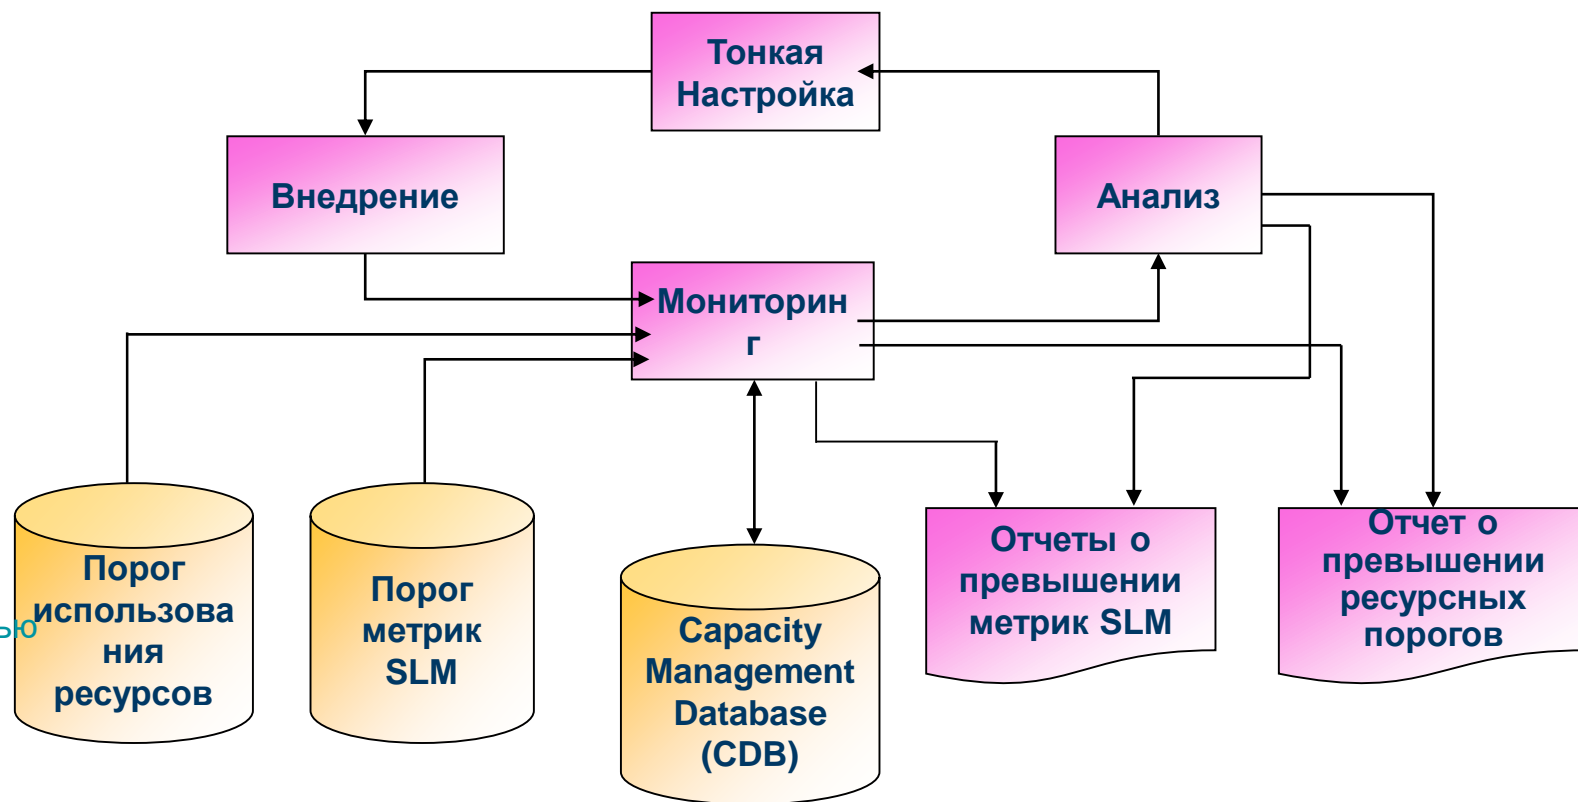 Тонкая
Настройка
Внедрение
Анализ
Мониторин
г
Порог
использова
ния
ресурсов
ью
Порог
метрик
SLM
Capacity
Management
Database
(CDB)
Отчеты о
превышении
метрик SLM
Отчет о
превышении
ресурсных
порогов